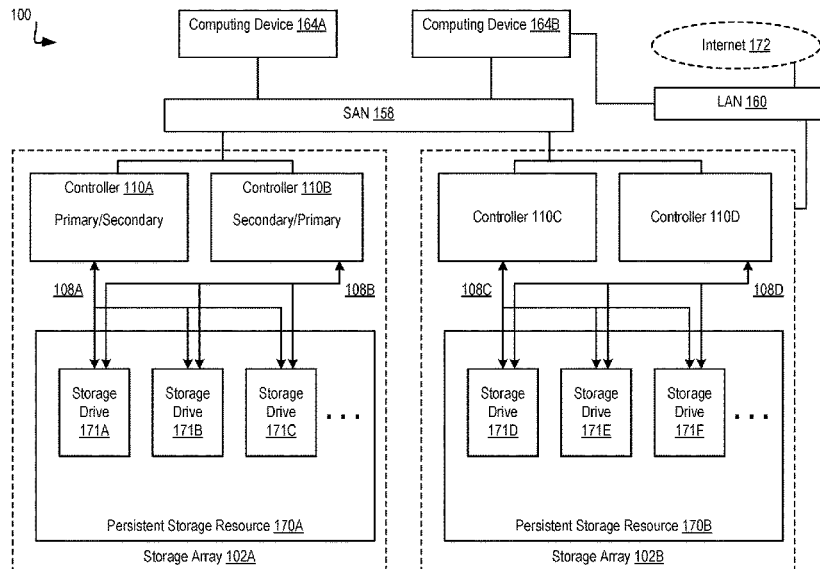 100
Computing Device 164A
Computing Device 164B
Internet 172
LAN 160
SAN 158
Controller 110A
Primary/Secondary
Controller 110B
Secondary/Primary
Controller 110C
Controller 110D
108A
108B
108C
108D
Storage
Drive
171A
Storage
Drive
171B
Storage
Drive
171C
. . .
Storage
Drive
171D
Storage
Drive
171E
Storage
Drive
171F
. . .
Persistent Storage Resource 170A
Persistent Storage Resource 170B
Storage Array 102A
Storage Array 102B